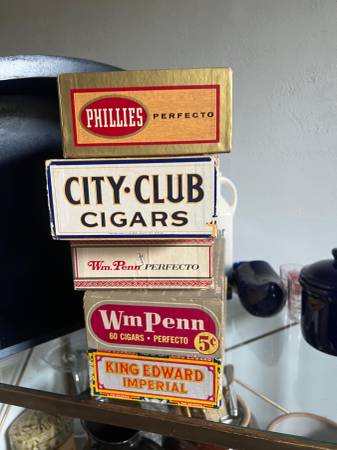 PHILLIES PERFECTO
CITY·CLUB
CIGARS
Wm. Penn PERFECTO
Wm Penn
60 CIGARS • PERFECTO 5¢
KING EDWARD
IMPERIAL